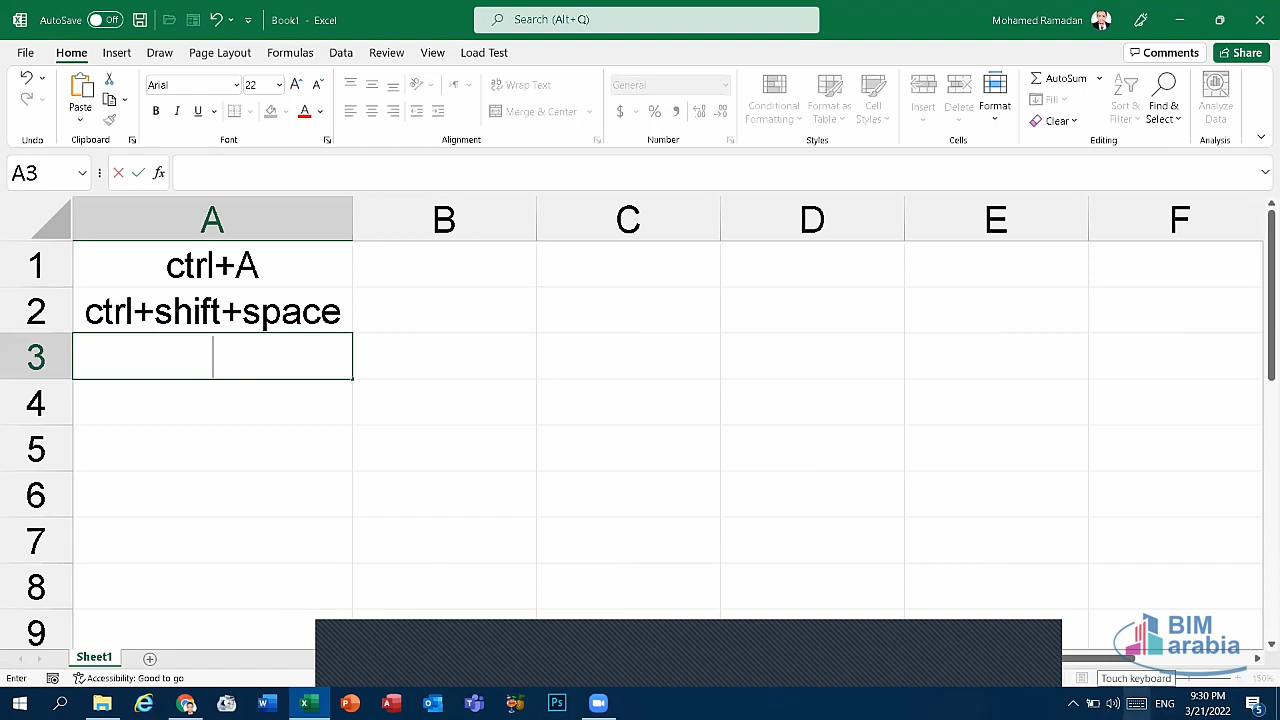 AutoSave Off Book1 - Excel Search (Alt+Q) Mohamed Ramadan
File Home Insert Draw Page Layout Formulas Data Review View Load Test Comments Share
Paste
Arial 22
B I U A
Wrap Text
Merge & Center
General
$ % 9
Conditional Formatting
Format as Table
Cell Styles
Insert Delete Format
AutoSum
Fill
Clear
Sort & Filter
Find & Select
Analyze Data
Undo Clipboard Font Alignment Number Styles Cells Editing Analysis
A3 fx
A B C D E F
1 ctrl+A
2 ctrl+shift+space
3
4
5
6
7
8
9
BIM arabia
Sheet1
Enter Accessibility: Good to go Touch keyboard 150%
ENG 9:30 PM 3/21/2022 5